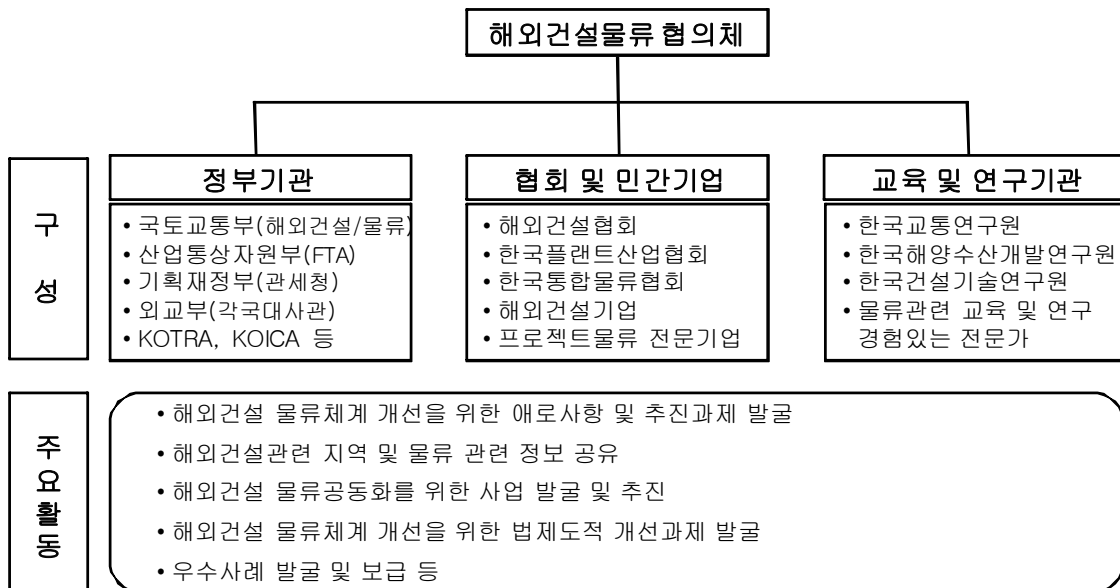 해외건설물류 협의체
구
성
정부기관
• 국토교통부(해외건설/물류)
• 산업통상자원부(FTA)
• 기획재정부(관세청)
• 외교부(각국대사관)
• KOTRA, KOICA 등
협회 및 민간기업
• 해외건설협회
• 한국플랜트산업협회
• 한국통합물류협회
• 해외건설기업
• 프로젝트물류 전문기업
교육 및 연구기관
• 한국교통연구원
• 한국해양수산개발연구원
• 한국건설기술연구원
• 물류관련 교육 및 연구
경험있는 전문가
주
요
활
동
• 해외건설 물류체계 개선을 위한 애로사항 및 추진과제 발굴
• 해외건설관련 지역 및 물류 관련 정보 공유
• 해외건설 물류공동화를 위한 사업 발굴 및 추진
• 해외건설 물류체계 개선을 위한 법제도적 개선과제 발굴
• 우수사례 발굴 및 보급 등